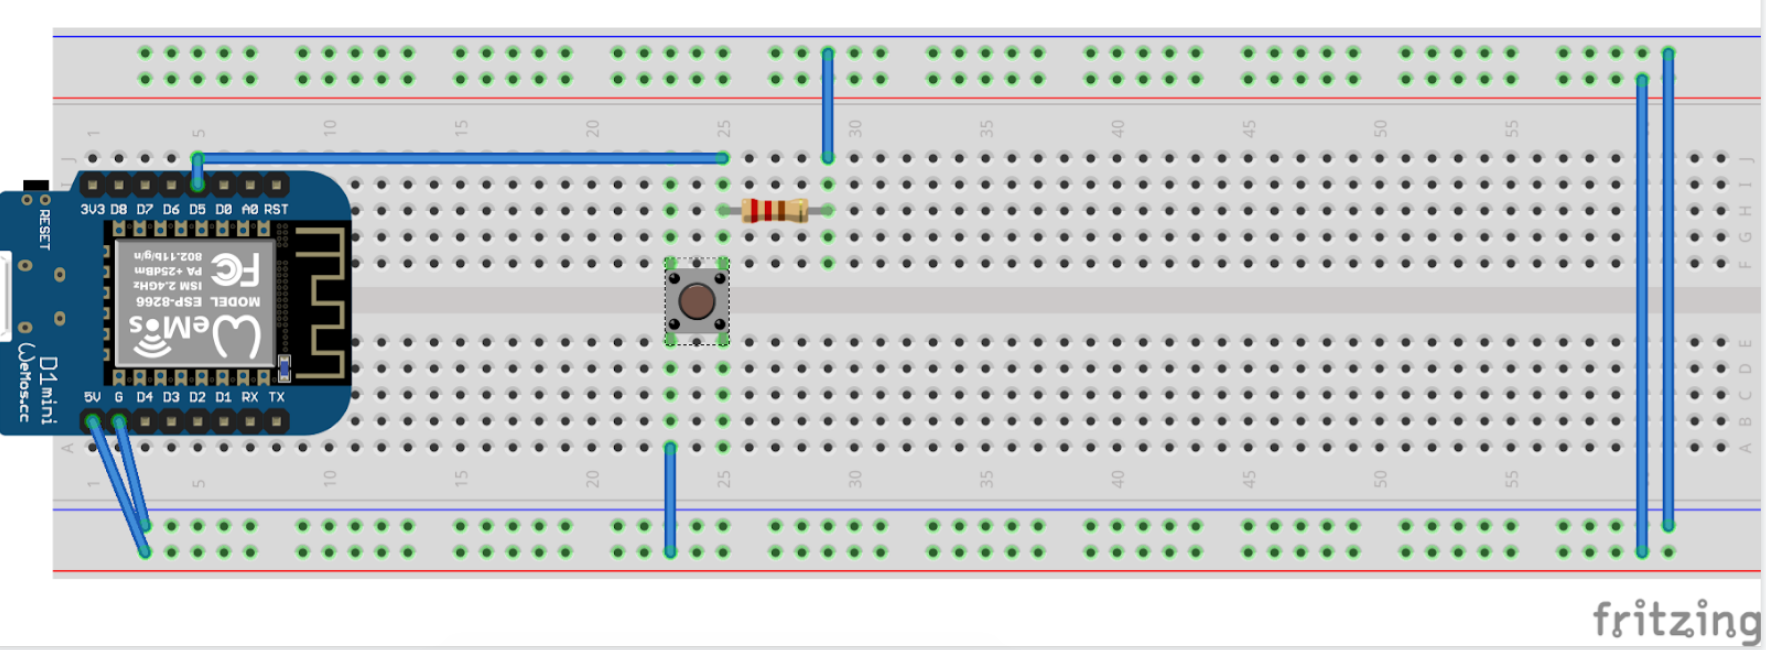 1 5 10 15 20 25 30 35 40 45 50 55
J J
I
H
G
F
3V3 D8 D7 D6 D5 D0 A0 RST
RESET
802.11b/g/n
PA +25dBm
ISM 2.4GHz
FC
MODEL ESP-8266
WeMos
D1mini
WeMos.cc
5V G D4 D3 D2 D1 RX TX
E
D
C
B
A A
1 5 10 15 20 25 30 35 40 45 50 55
fritzing